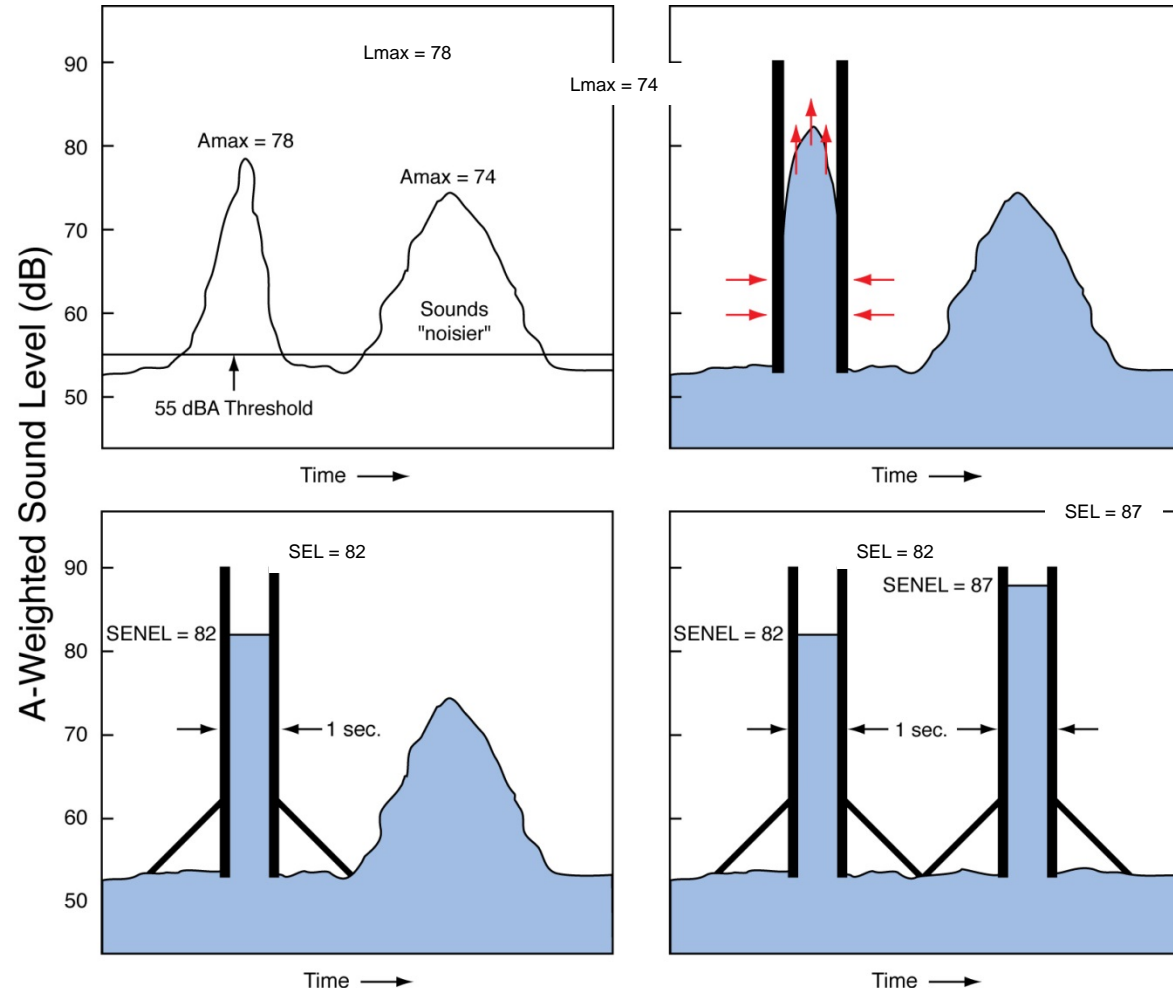 A-Weighted Sound Level (dB)
90
80
70
60
50
Lmax = 78
Lmax = 74
Amax = 78
Amax = 74
Sounds
"noisier"
55 dBA Threshold
Time
Time
90
80
70
60
50
SEL = 82
SENEL = 82
1 sec.
Time
SEL = 87
SEL = 82
SENEL = 87
SENEL = 82
1 sec.
Time